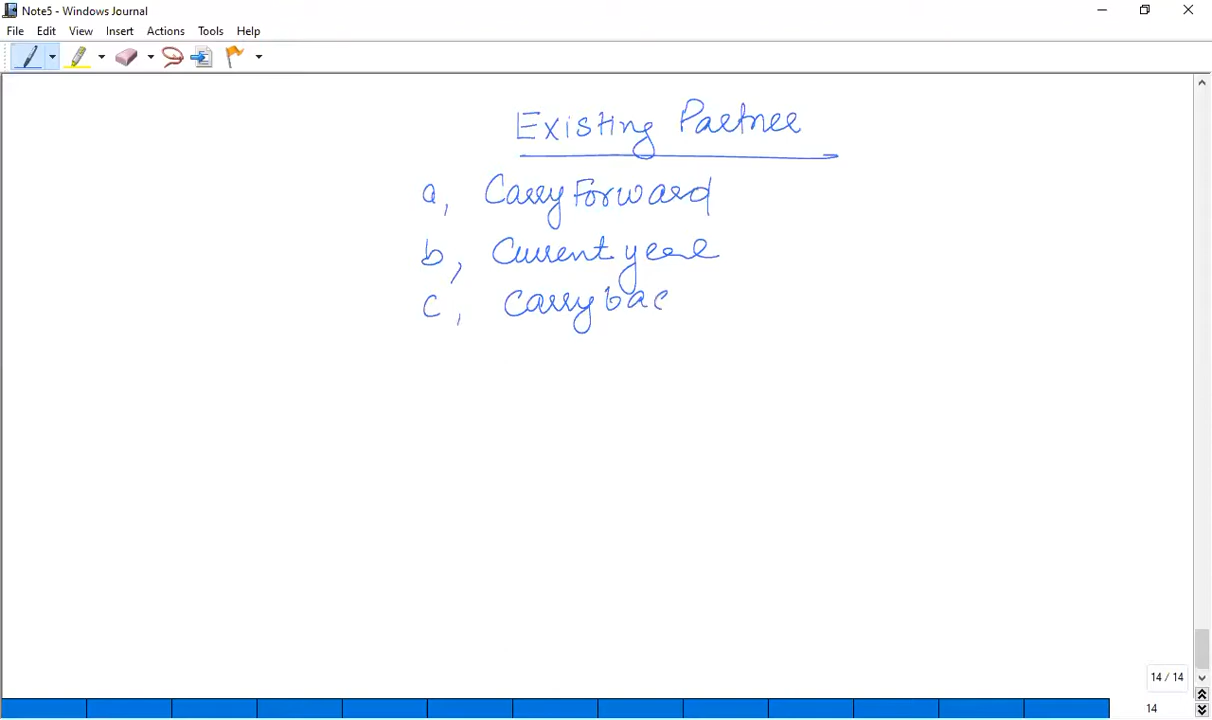 Note5 - Windows Journal
File Edit View Insert Actions Tools Help
Existing Partner
a, Carry Forward
b, Current year
c, Carry bac
14 / 14
14